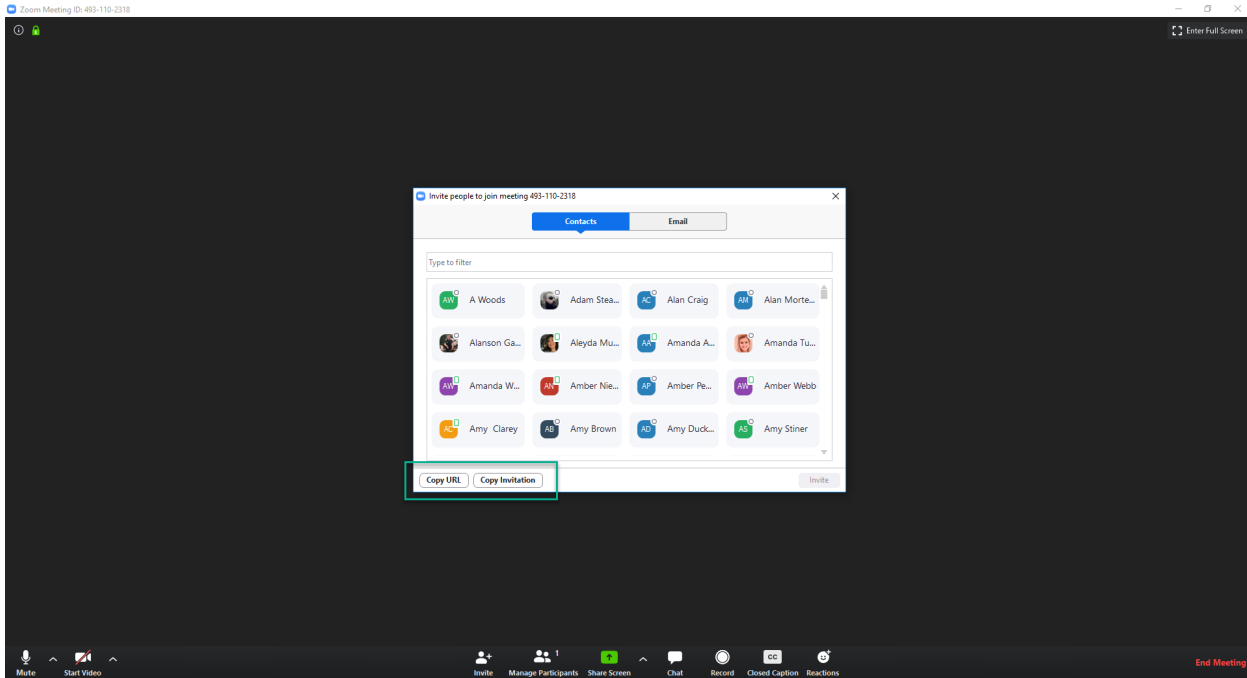 Zoom Meeting ID: 493-110-2318
Enter Full Screen
Invite people to join meeting 493-110-2318
Contacts Email
Type to filter
AW A Woods Adam Stea... AC Alan Craig AM Alan Morte...
Alanson Ga... Aleyda Mu... AA Amanda A... Amanda Tu...
AW Amanda W... AN Amber Nie... AP Amber Pe... AW Amber Webb
AC Amy Clarey AB Amy Brown AD Amy Duck... AS Amy Stiner
Copy URL Copy Invitation Invite
1 CC
Mute Start Video Invite Manage Participants Share Screen Chat Record Closed Caption Reactions End Meeting